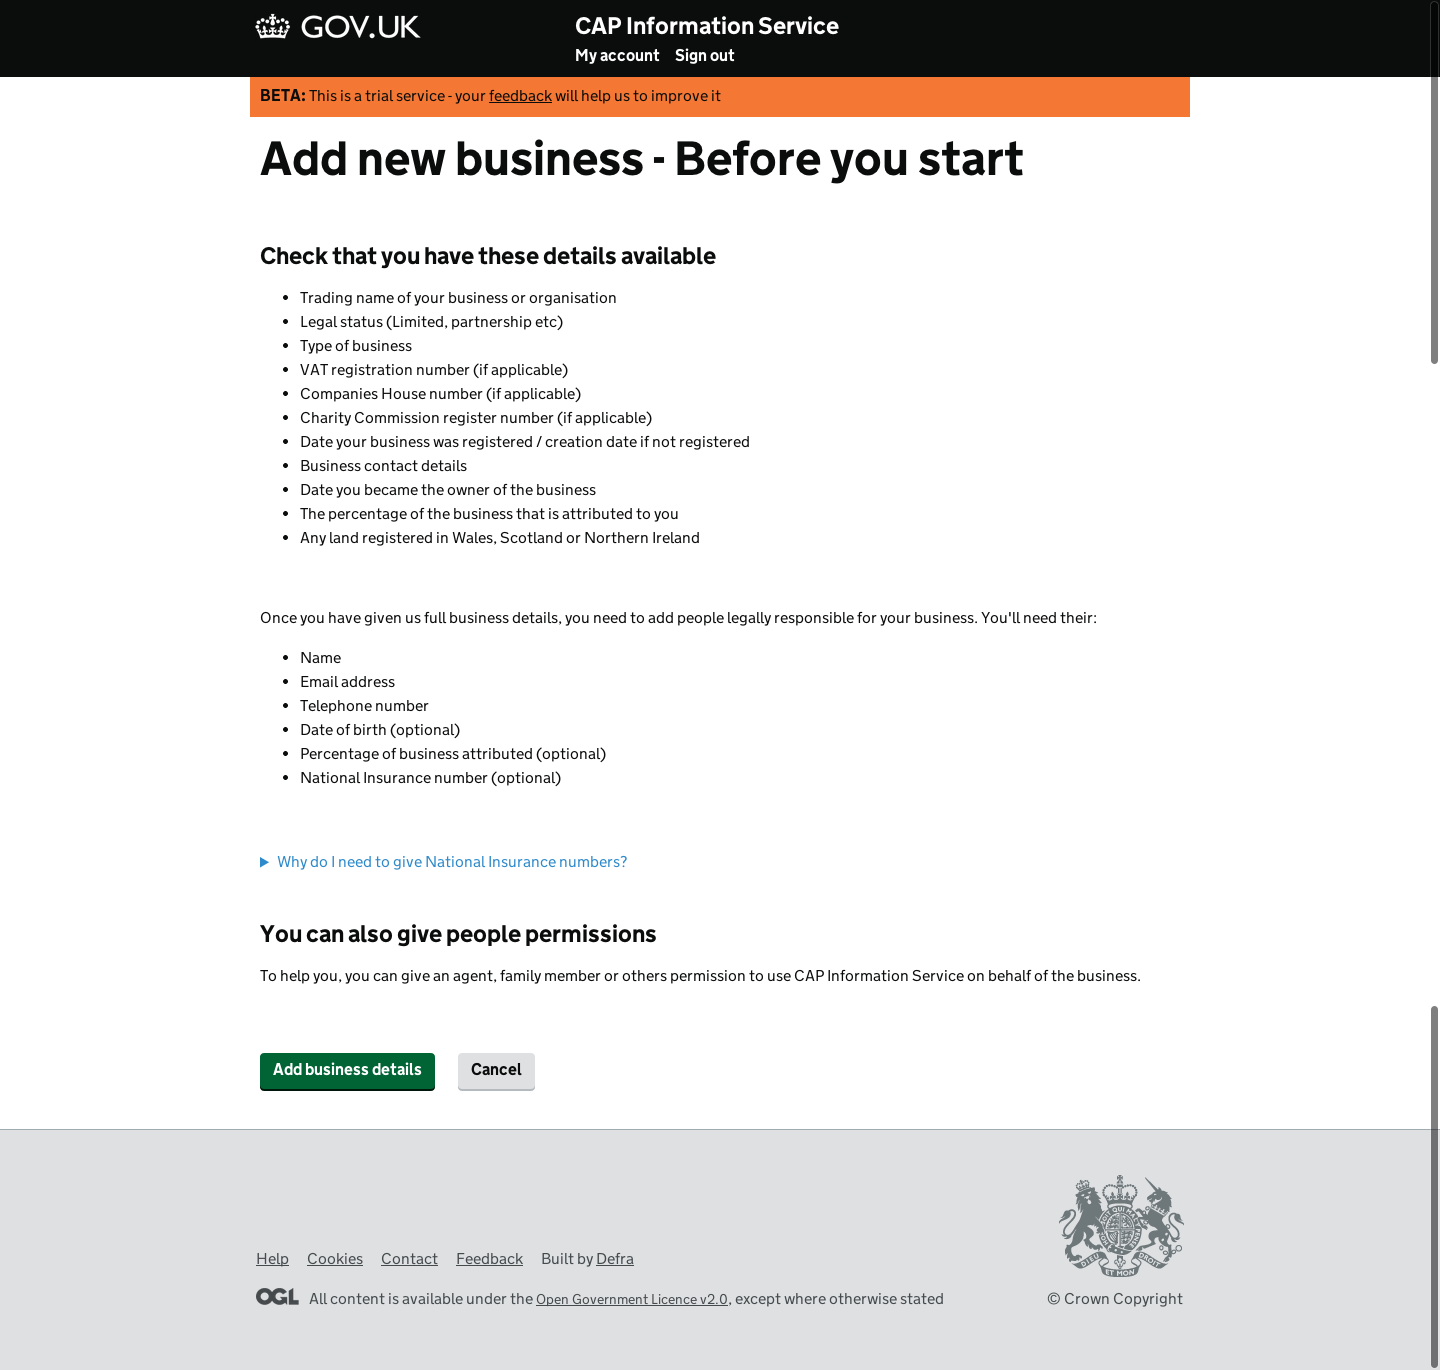 GOV.UK
CAP Information Service
My account Sign out
BETA: This is a trial service - your feedback will help us to improve it
Add new business - Before you start
Check that you have these details available
• Trading name of your business or organisation
• Legal status (Limited, partnership etc)
• Type of business
• VAT registration number (if applicable)
• Companies House number (if applicable)
• Charity Commission register number (if applicable)
• Date your business was registered / creation date if not registered
• Business contact details
• Date you became the owner of the business
• The percentage of the business that is attributed to you
• Any land registered in Wales, Scotland or Northern Ireland
Once you have given us full business details, you need to add people legally responsible for your business. You'll need their:
• Name
• Email address
• Telephone number
• Date of birth (optional)
• Percentage of business attributed (optional)
• National Insurance number (optional)
Why do I need to give National Insurance numbers?
You can also give people permissions
To help you, you can give an agent, family member or others permission to use CAP Information Service on behalf of the business.
Add business details Cancel
Help Cookies Contact Feedback Built by Defra
OGL All content is available under the Open Government Licence v2.0, except where otherwise stated
DIEU ET MON DROIT
© Crown Copyright